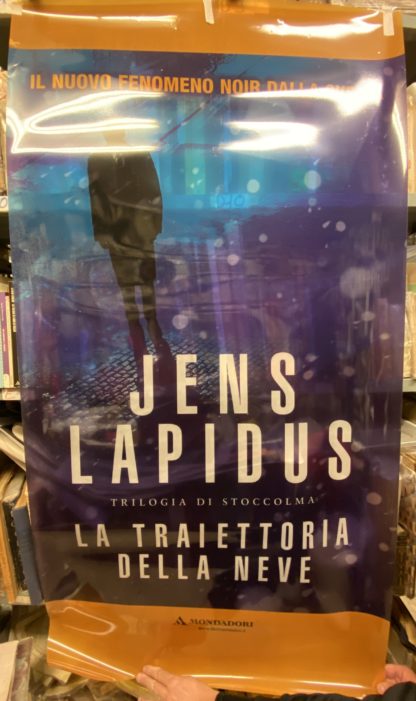 IL NUOVO FENOMENO NOIR DALLA
JENS
LAPIDUS
TRILOGIA DI STOCCOLMA
LA TRAIETTORIA
DELLA NEVE
A MONDADORI